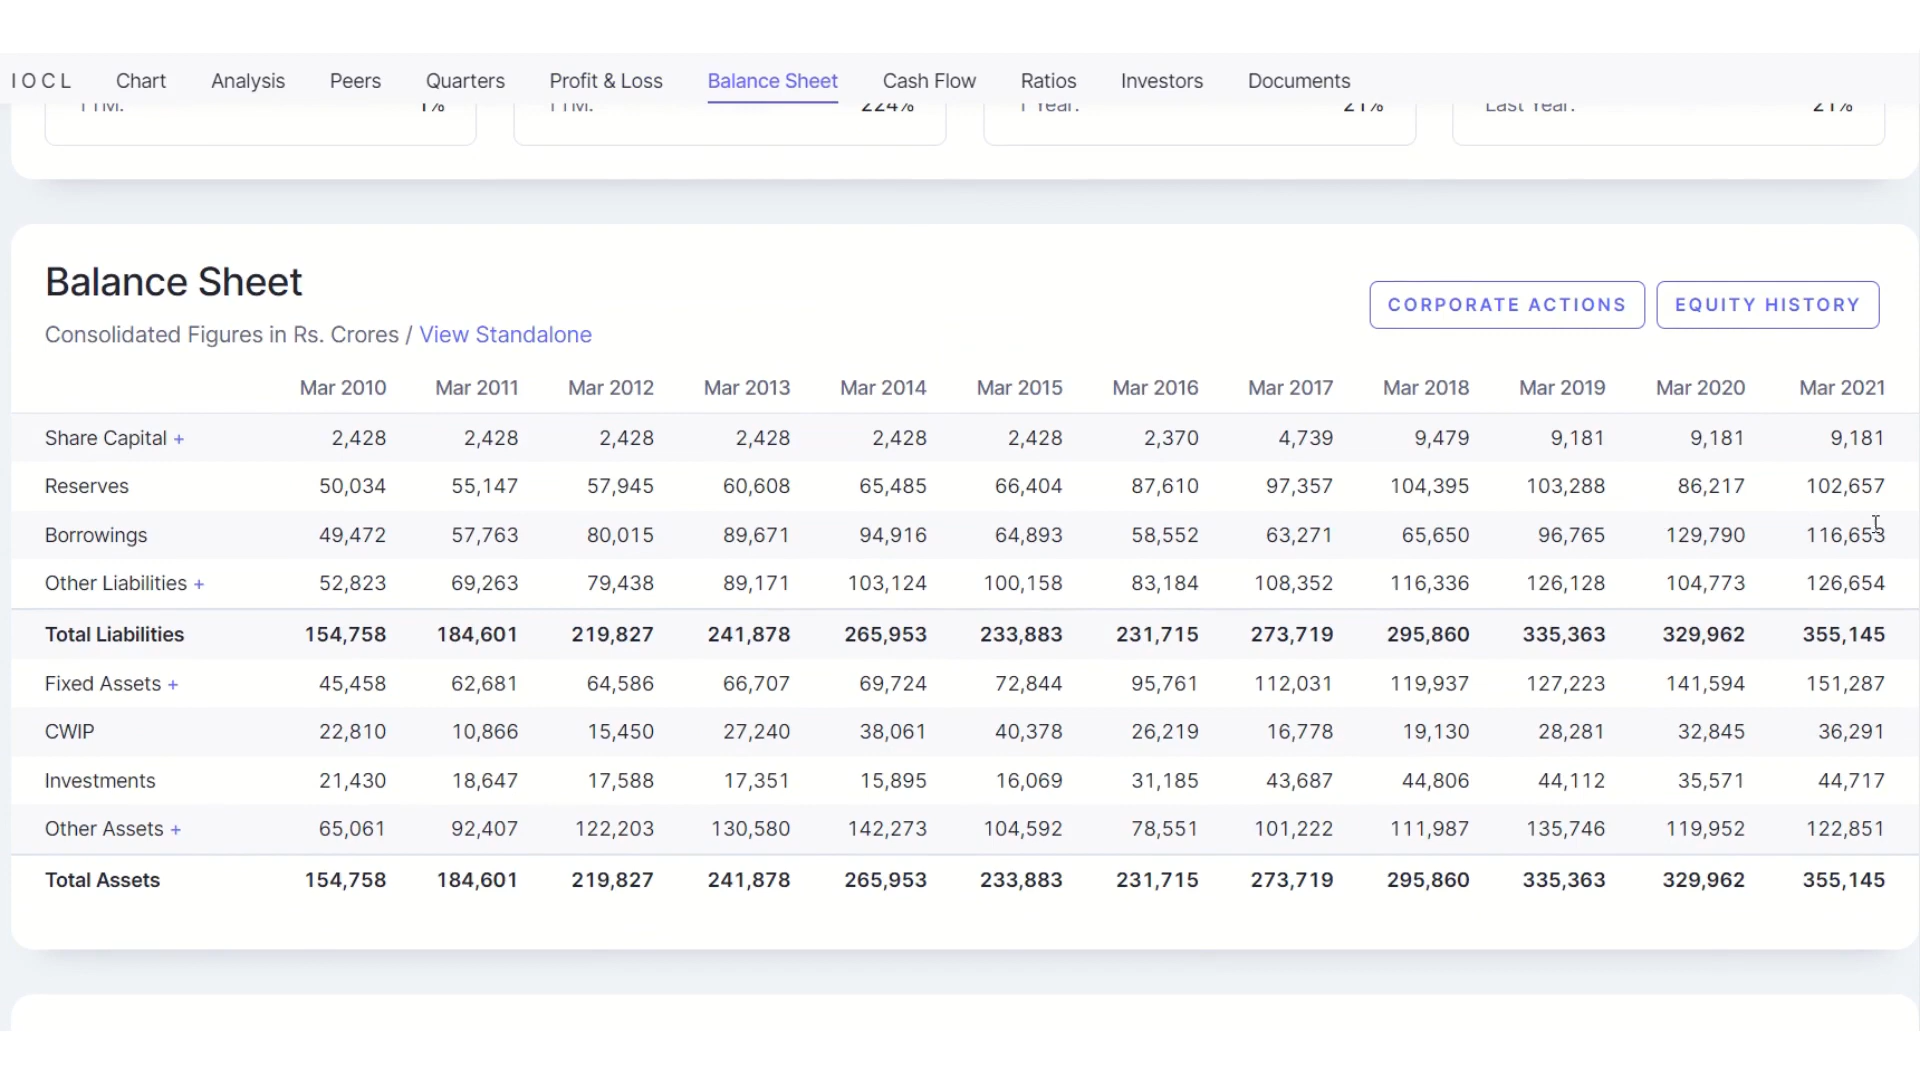 I O C L Chart Analysis Peers Quarters Profit & Loss Balance Sheet Cash Flow Ratios Investors Documents
TTM: 1% TTM: 224% 1 Year: 21% Last Year: 21%
Balance Sheet
CORPORATE ACTIONS EQUITY HISTORY
Consolidated Figures in Rs. Crores / View Standalone
Mar 2010 Mar 2011 Mar 2012 Mar 2013 Mar 2014 Mar 2015 Mar 2016 Mar 2017 Mar 2018 Mar 2019 Mar 2020 Mar 2021
Share Capital + 2,428 2,428 2,428 2,428 2,428 2,428 2,370 4,739 9,479 9,181 9,181 9,181
Reserves 50,034 55,147 57,945 60,608 65,485 66,404 87,610 97,357 104,395 103,288 86,217 102,657
Borrowings 49,472 57,763 80,015 89,671 94,916 64,893 58,552 63,271 65,650 96,765 129,790 116,653
Other Liabilities + 52,823 69,263 79,438 89,171 103,124 100,158 83,184 108,352 116,336 126,128 104,773 126,654
Total Liabilities 154,758 184,601 219,827 241,878 265,953 233,883 231,715 273,719 295,860 335,363 329,962 355,145
Fixed Assets + 45,458 62,681 64,586 66,707 69,724 72,844 95,761 112,031 119,937 127,223 141,594 151,287
CWIP 22,810 10,866 15,450 27,240 38,061 40,378 26,219 16,778 19,130 28,281 32,845 36,291
Investments 21,430 18,647 17,588 17,351 15,895 16,069 31,185 43,687 44,806 44,112 35,571 44,717
Other Assets + 65,061 92,407 122,203 130,580 142,273 104,592 78,551 101,222 111,987 135,746 119,952 122,851
Total Assets 154,758 184,601 219,827 241,878 265,953 233,883 231,715 273,719 295,860 335,363 329,962 355,145